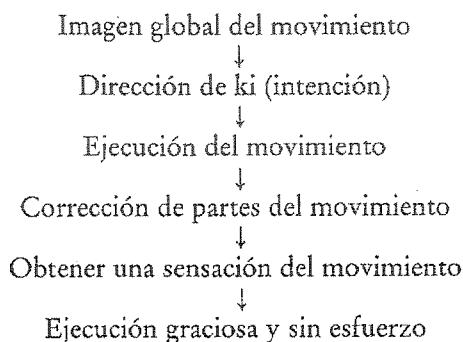 Imagen global del movimiento
↓
Dirección de ki (intención)
↓
Ejecución del movimiento
↓
Corrección de partes del movimiento
↓
Obtener una sensación del movimiento
↓
Ejecución graciosa y sin esfuerzo